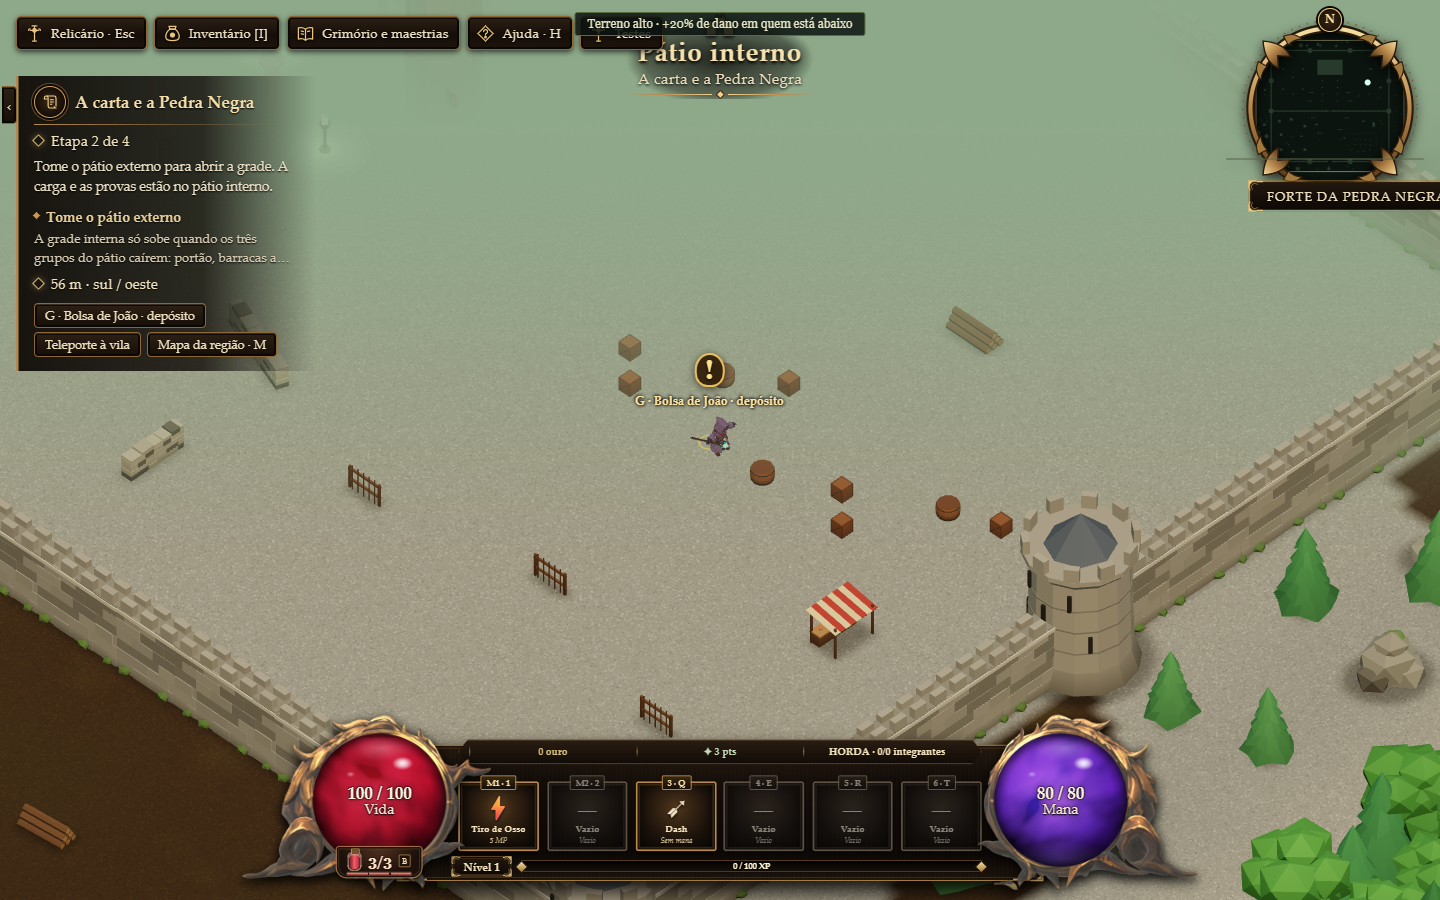 Relicário · Esc
Inventário [I]
Grimório e maestrias
Ajuda · H
Testes
Terreno alto · +20% de dano em quem está abaixo
Pátio interno
A carta e a Pedra Negra
N
FORTE DA PEDRA NEGRA
‹
A carta e a Pedra Negra
Etapa 2 de 4
Tome o pátio externo para abrir a grade. A
carga e as provas estão no pátio interno.
Tome o pátio externo
A grade interna só sobe quando os três
grupos do pátio caírem: portão, barracas a…
56 m · sul / oeste
G · Bolsa de João · depósito
Teleporte à vila
Mapa da região · M
!
G · Bolsa de João · depósito
0 ouro
3 pts
HORDA · 0/0 integrantes
100 / 100
Vida
3/3
B
M1 · 1
Tiro de Osso
5 MP
M2 · 2
Vazio
Vazio
3 · Q
Dash
Sem mana
4 · E
Vazio
Vazio
5 · R
Vazio
Vazio
6 · T
Vazio
Vazio
80 / 80
Mana
Nível 1
0 / 100 XP